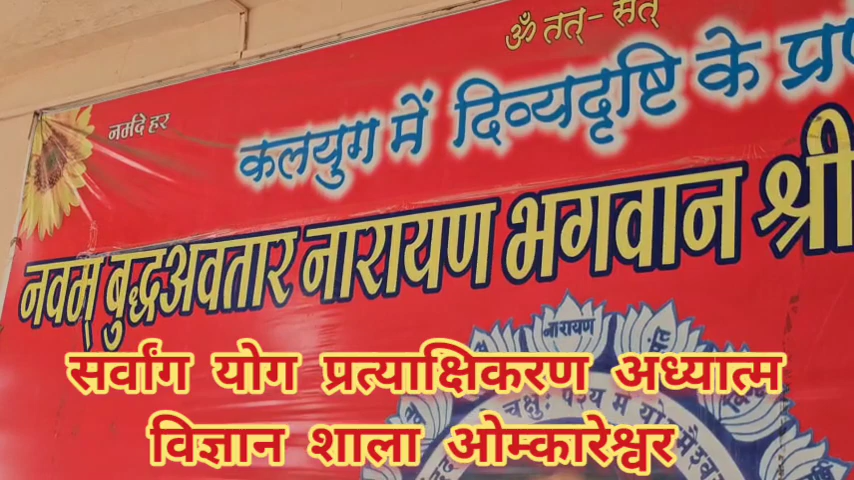 ॐ तत्- सत्
नर्मदे हर
कलयुग में दिव्यदृष्टि के
नवम् बुद्धअवतार नारायण भगवान श्री
नारायण
सर्वांग योग प्रत्याक्षिकरण अध्यात्म
विज्ञान शाला ओम्कारेश्वर